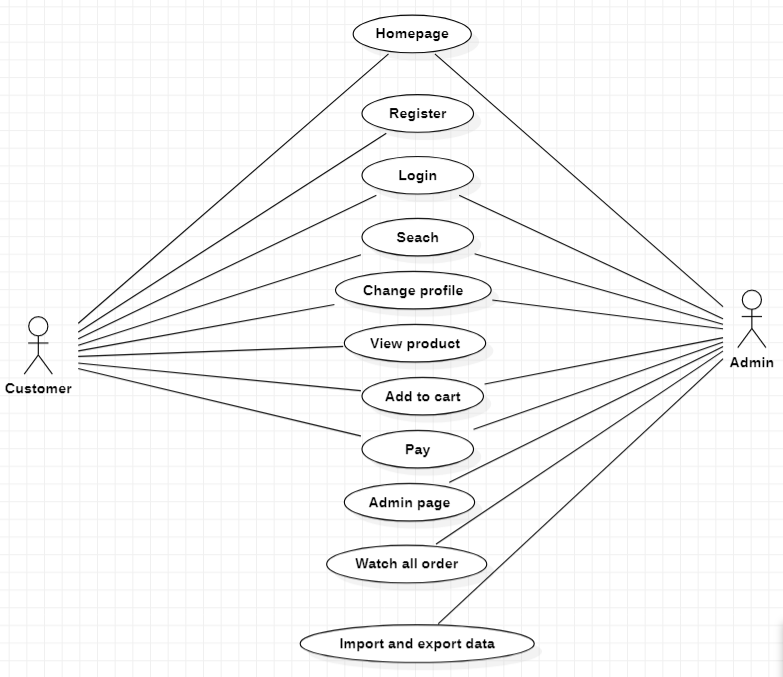 Homepage
Register
Login
Seach
Change profile
View product
Customer
Admin
Add to cart
Pay
Admin page
Watch all order
Import and export data